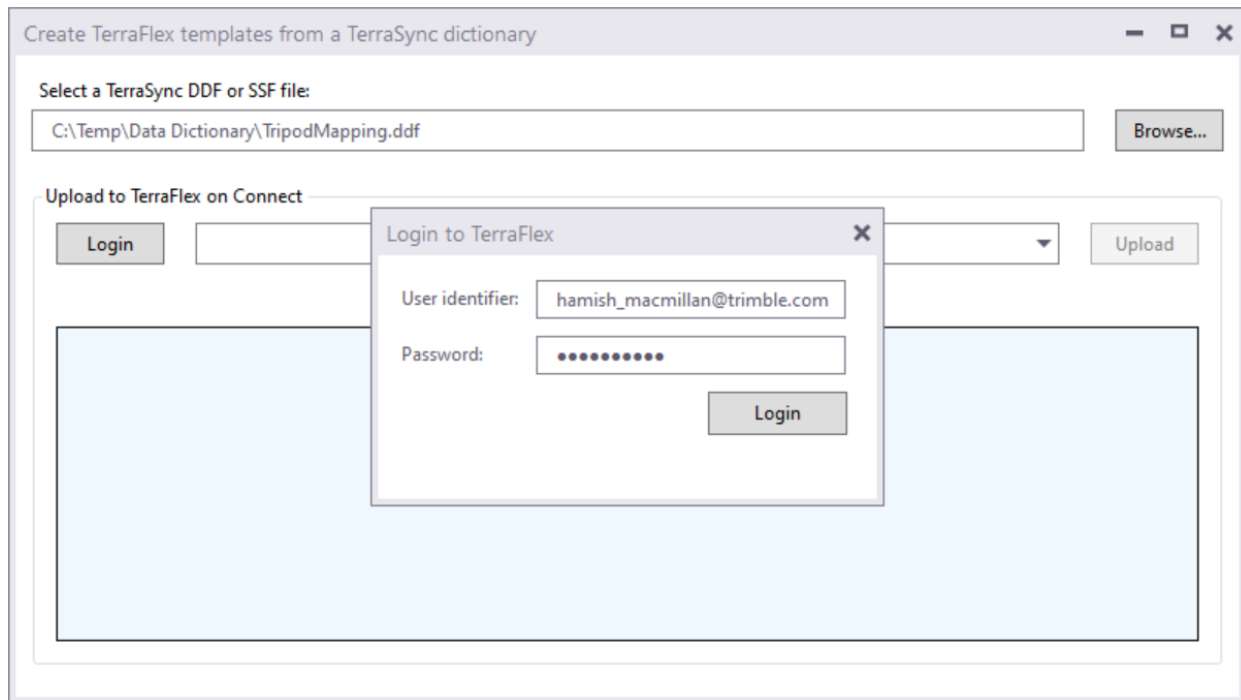 Create TerraFlex templates from a TerraSync dictionary
Select a TerraSync DDF or SSF file:
C:\Temp\Data Dictionary\TripodMapping.ddf
Browse...
Upload to TerraFlex on Connect
Login
Upload
Login to TerraFlex
User identifier:
hamish_macmillan@trimble.com
Password:
●●●●●●●●●●
Login